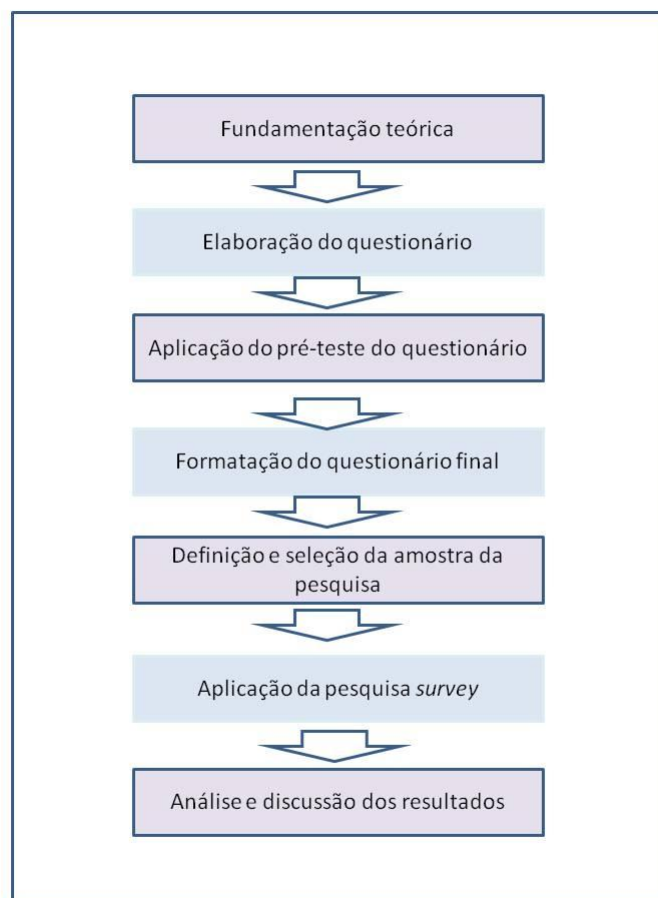 Fundamentação teórica
Elaboração do questionário
Aplicação do pré-teste do questionário
Formatação do questionário final
Definição e seleção da amostra da
pesquisa
Aplicação da pesquisa survey
Análise e discussão dos resultados